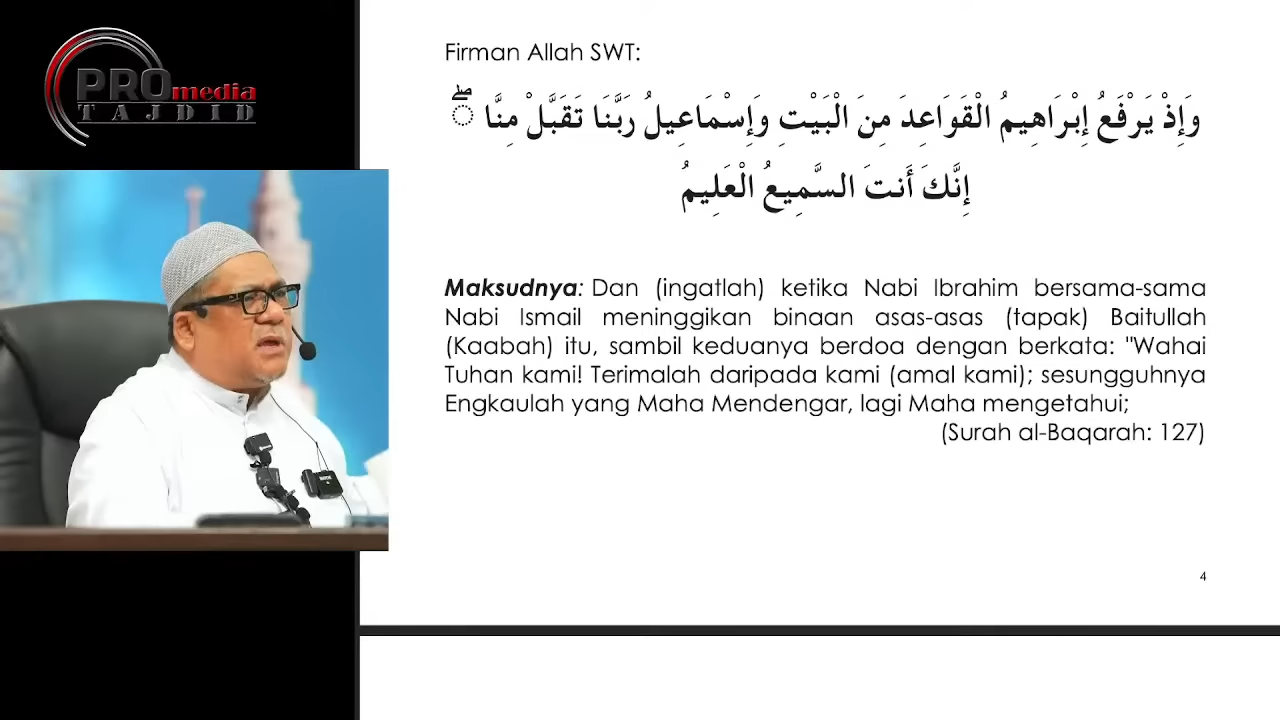 PROmedia
TAJDID
Firman Allah SWT:
وَإِذْ يَرْفَعُ إِبْرَاهِيمُ الْقَوَاعِدَ مِنَ الْبَيْتِ وَإِسْمَاعِيلُ رَبَّنَا تَقَبَّلْ مِنَّا ۖ
إِنَّكَ أَنتَ السَّمِيعُ الْعَلِيمُ
Maksudnya: Dan (ingatlah) ketika Nabi Ibrahim bersama-sama
Nabi Ismail meninggikan binaan asas-asas (tapak) Baitullah
(Kaabah) itu, sambil keduanya berdoa dengan berkata: "Wahai
Tuhan kami! Terimalah daripada kami (amal kami); sesungguhnya
Engkaulah yang Maha Mendengar, lagi Maha mengetahui;
(Surah al-Baqarah: 127)
4